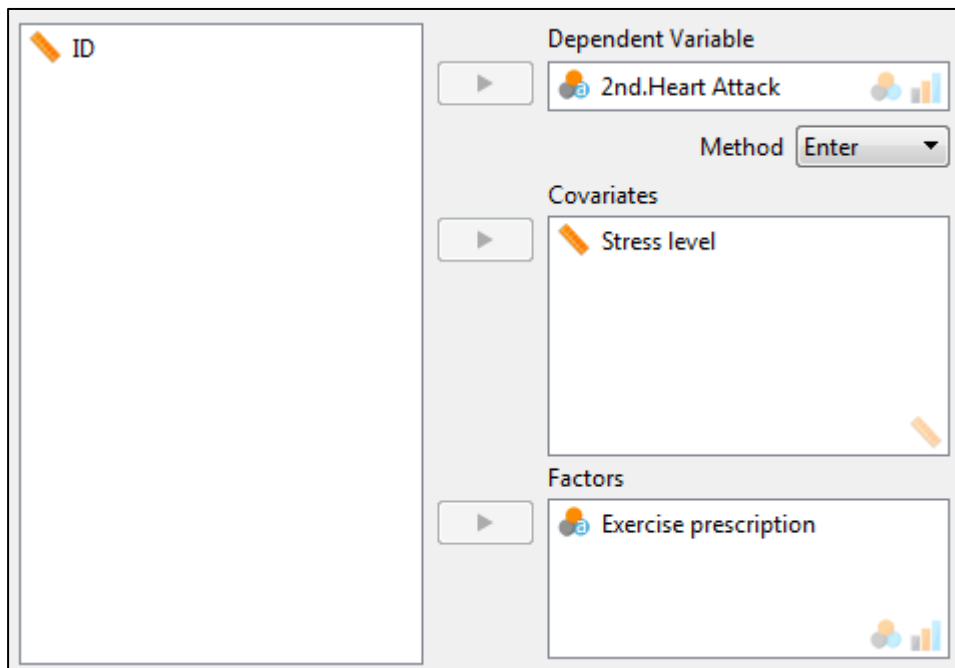 ID
Dependent Variable
2nd.Heart Attack
Method Enter
Covariates
Stress level
Factors
Exercise prescription